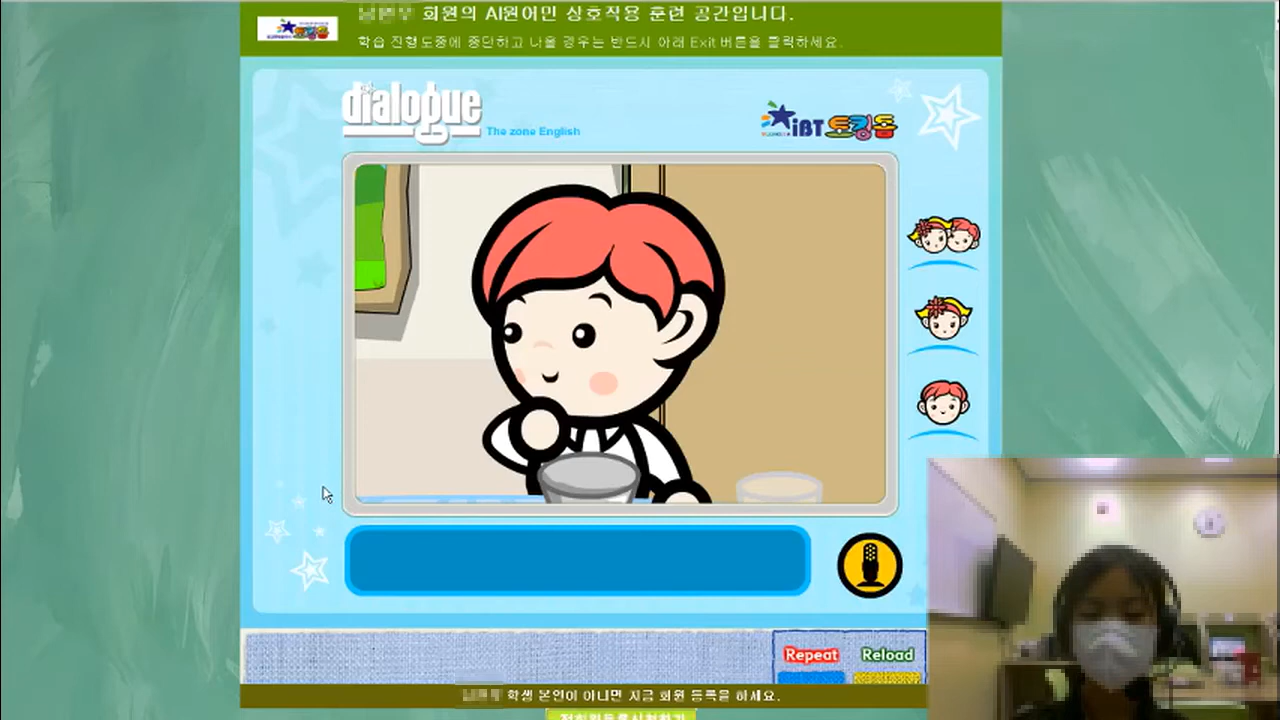 회원의 AI원어민 상호작용 훈련 공간입니다.
학습 진행도중에 중단하고 나올 경우는 반드시 아래 Exit 버튼을 클릭하세요.
dialogue
The zone English
iBT 토킹톰
Repeat
Reload
학생 본인이 아니면 지금 회원 등록을 하세요.